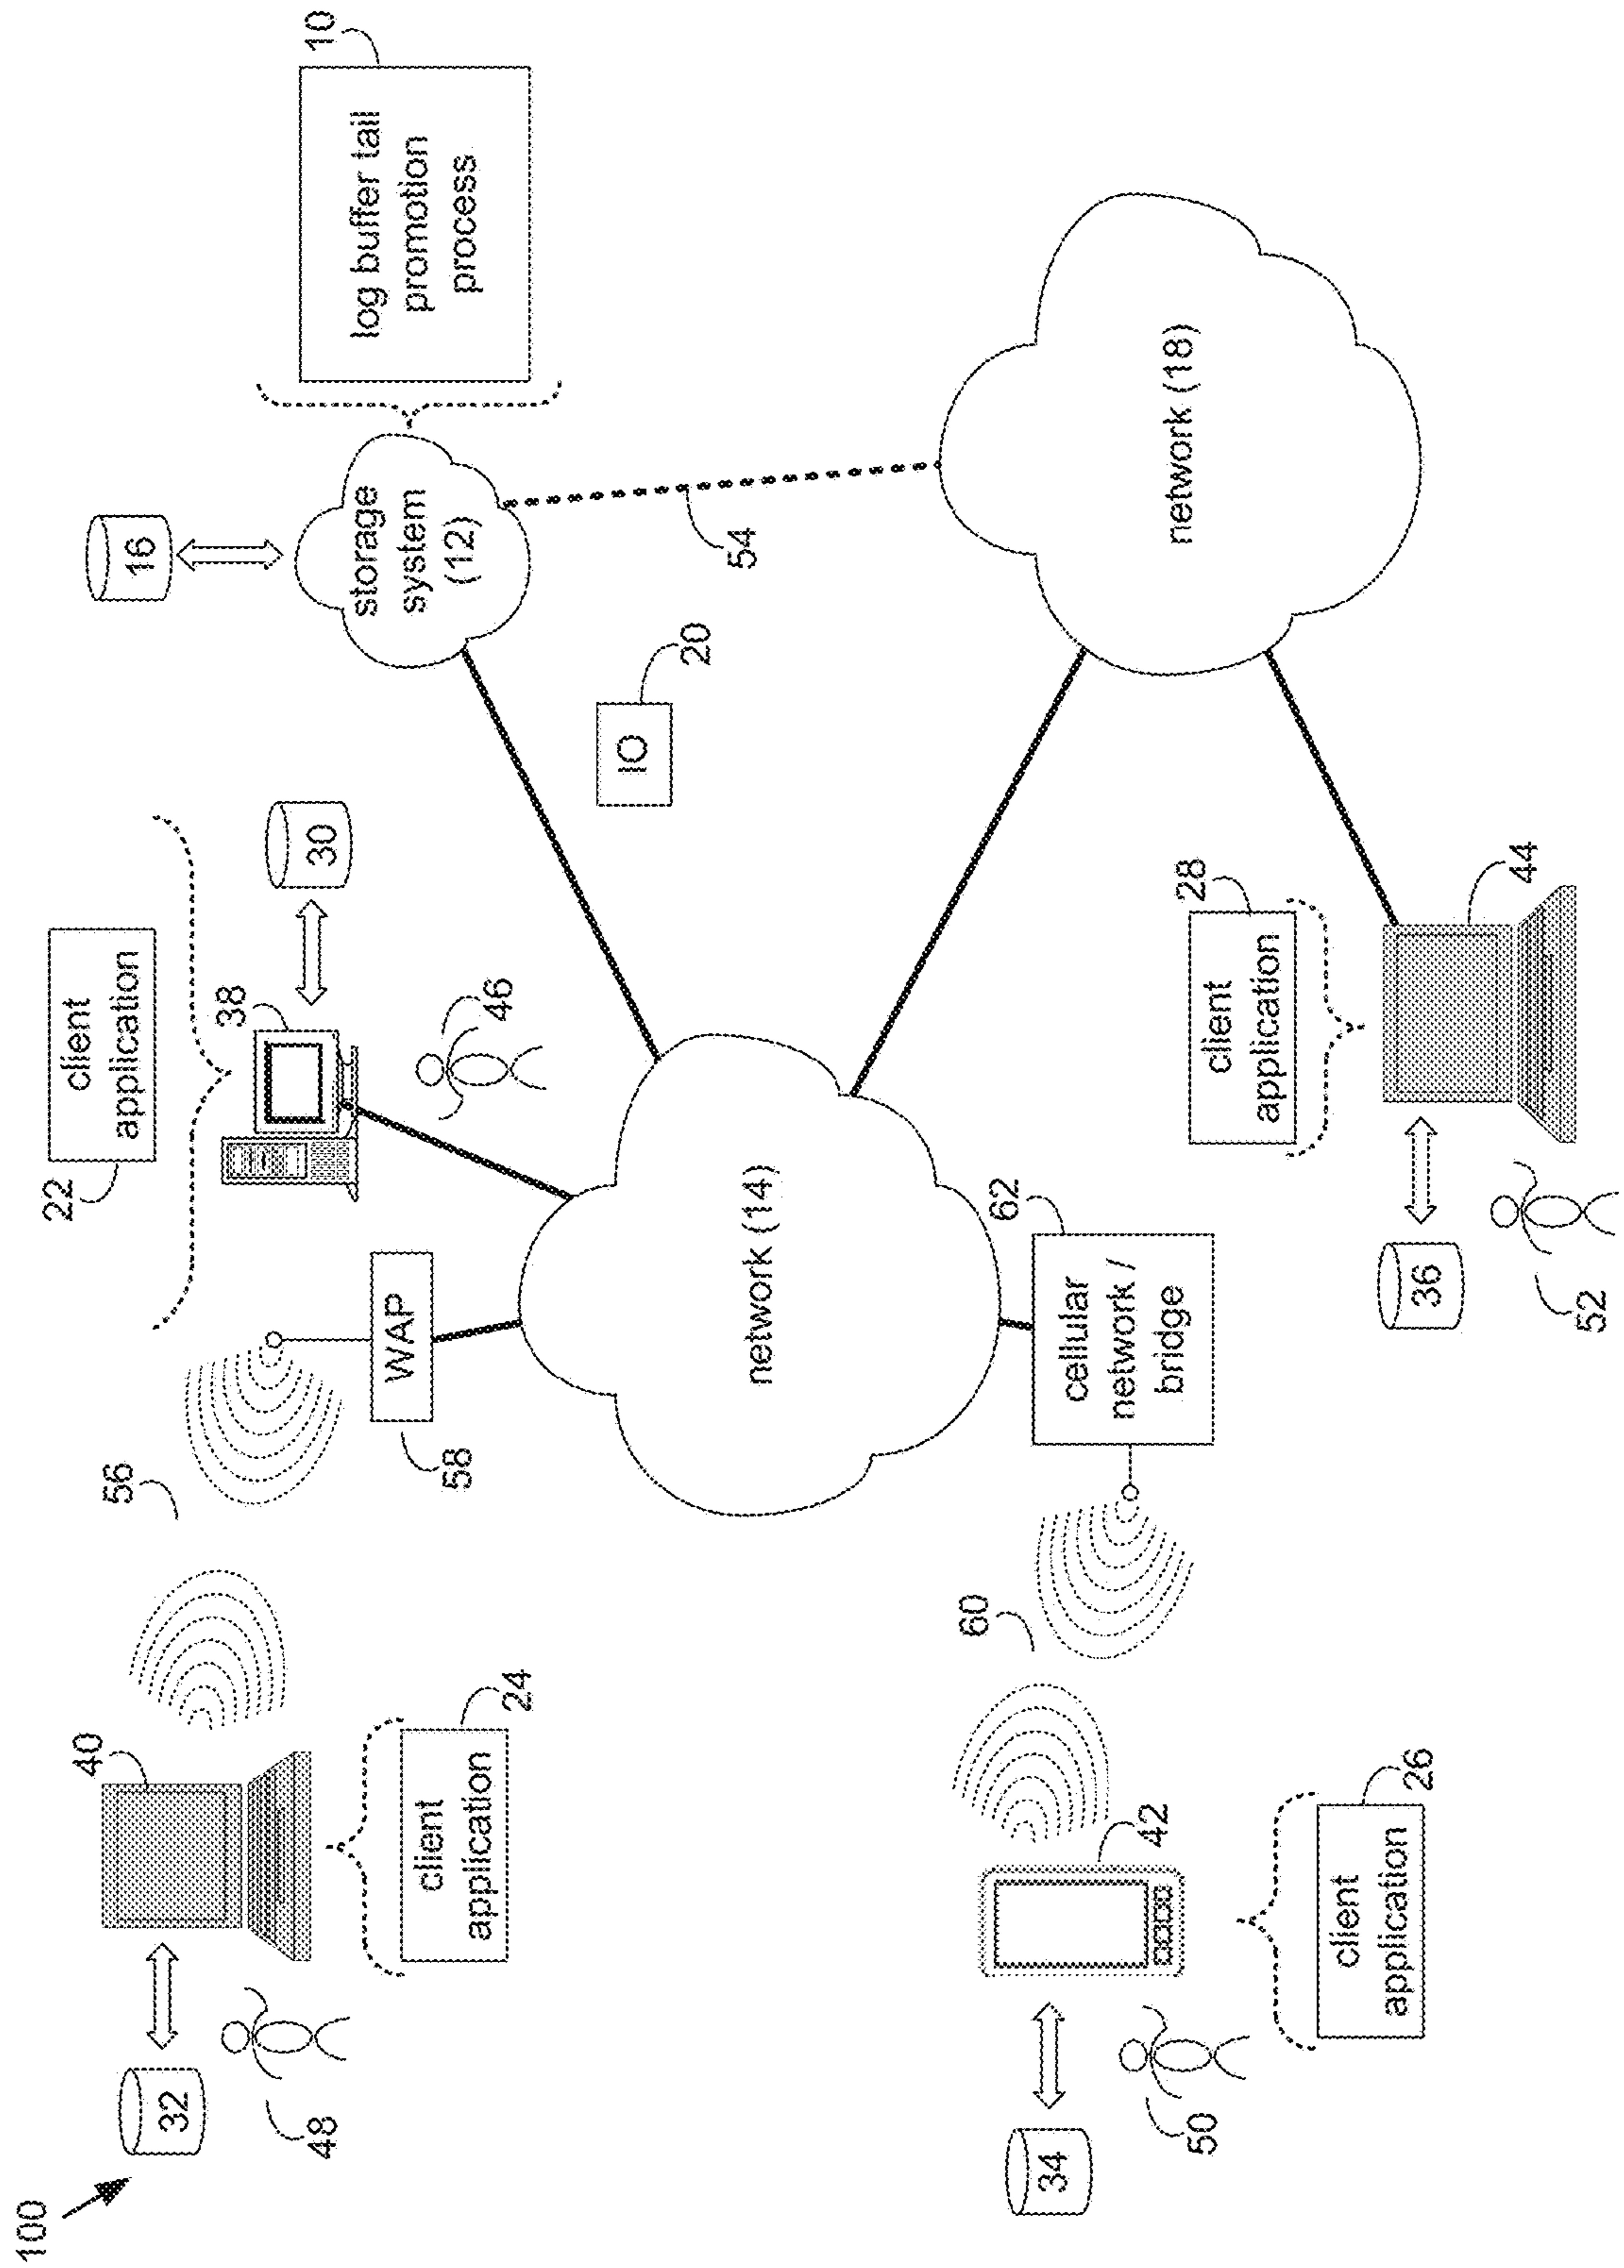 100
32
48
40
client
application
24
56
58
WAP
22
client
application
38
30
46
16
storage
system
(12)
10
log buffer tail
promotion
process
IO
20
54
network (14)
network (18)
34
50
42
client
application
26
60
62
cellular
network /
bridge
28
client
application
44
36
52